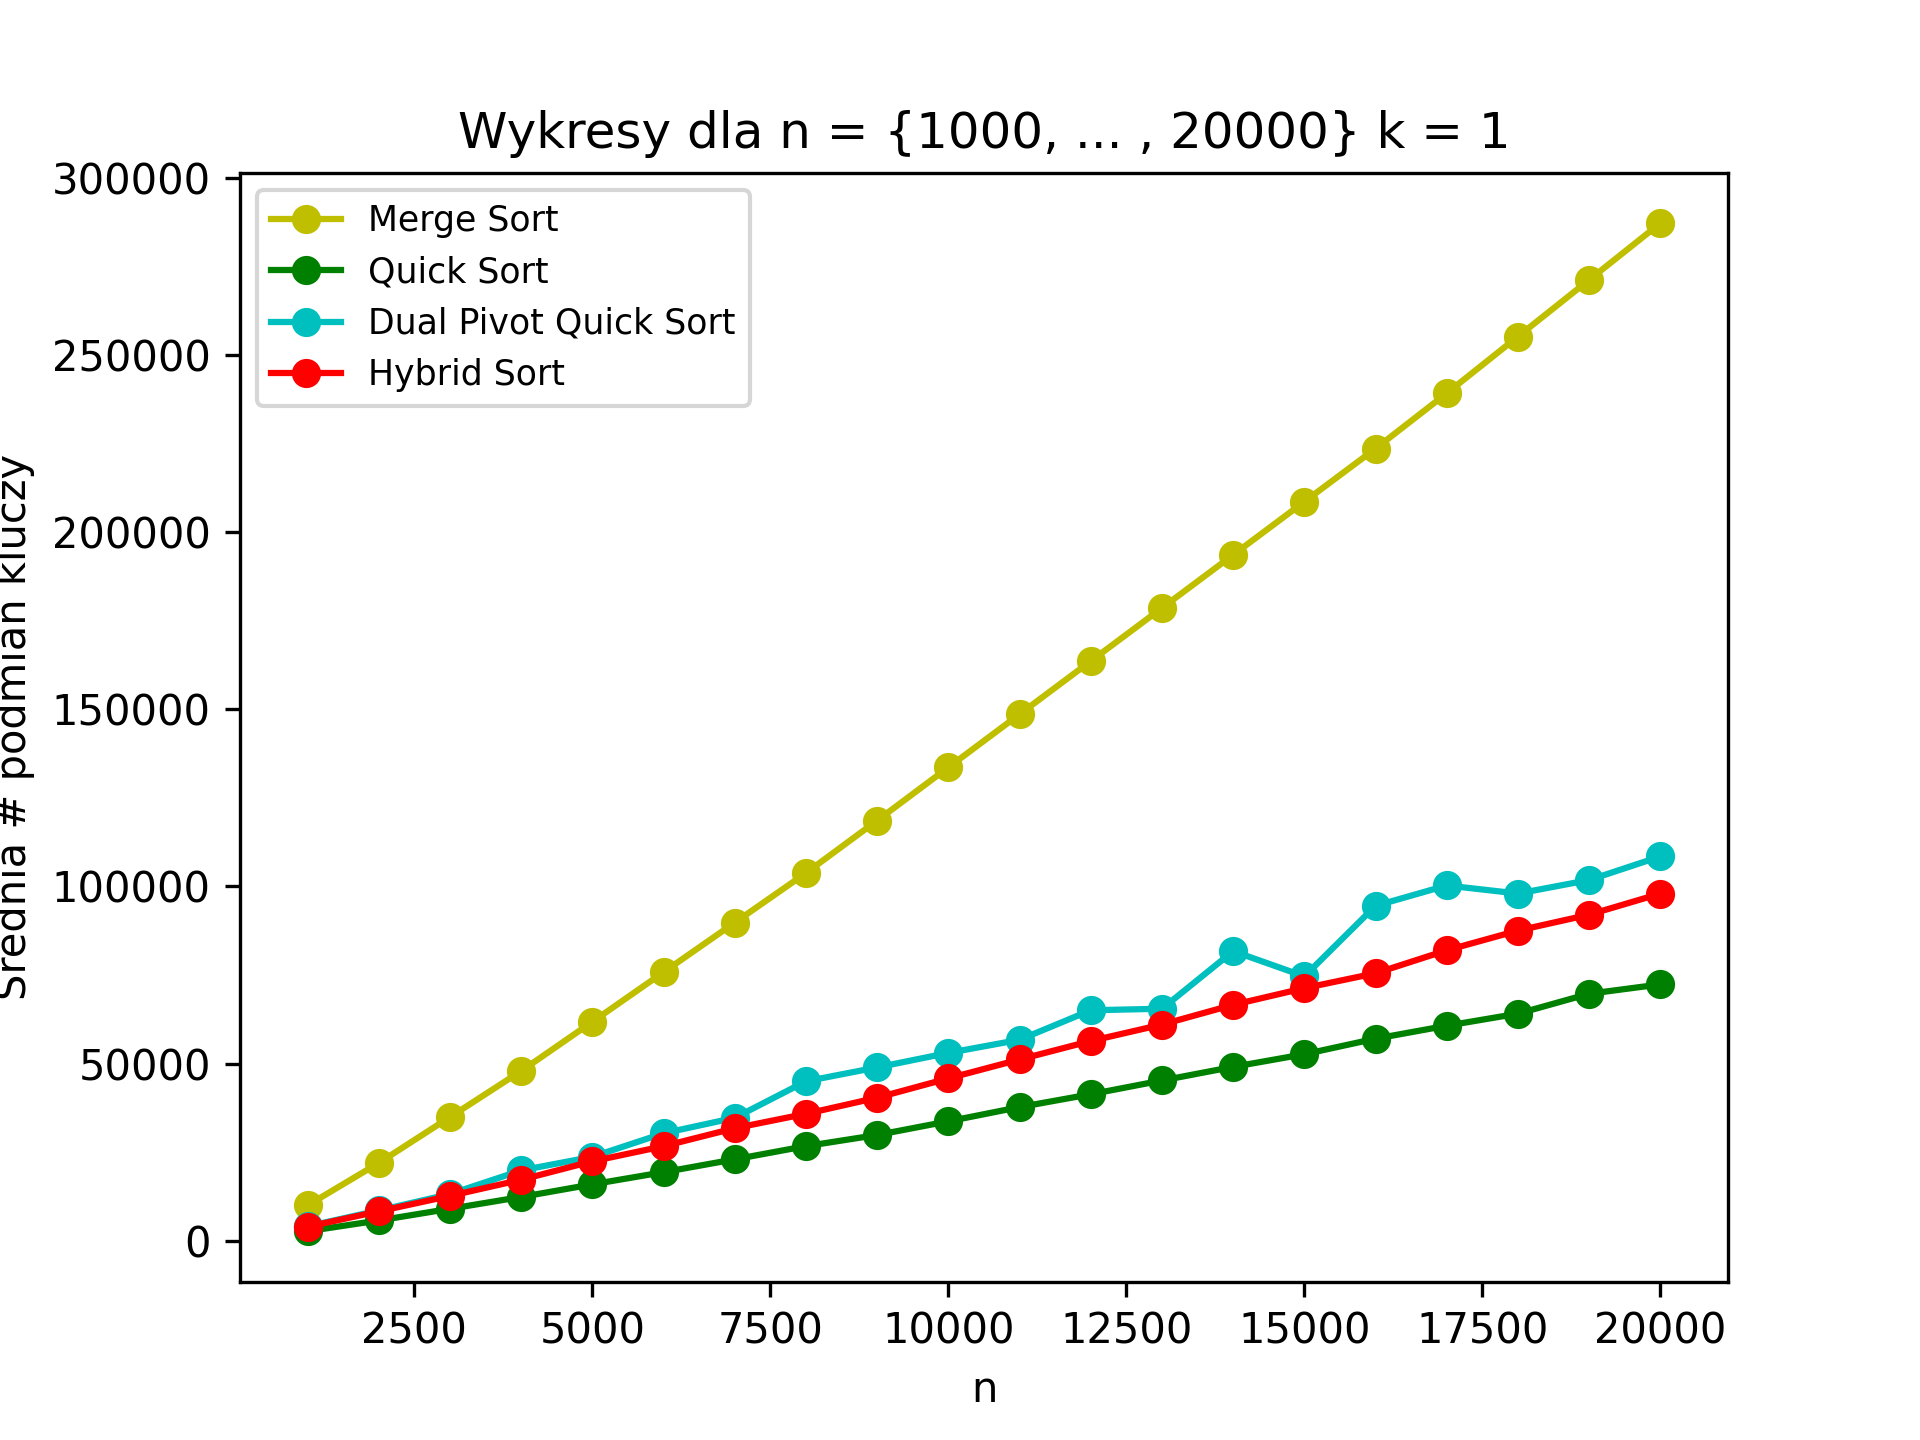 Wykresy dla n = {1000, ... , 20000} k = 1
Merge Sort
Quick Sort
Dual Pivot Quick Sort
Hybrid Sort
300000
250000
200000
150000
100000
50000
0
Średnia # podmian kluczy
2500 5000 7500 10000 12500 15000 17500 20000
n